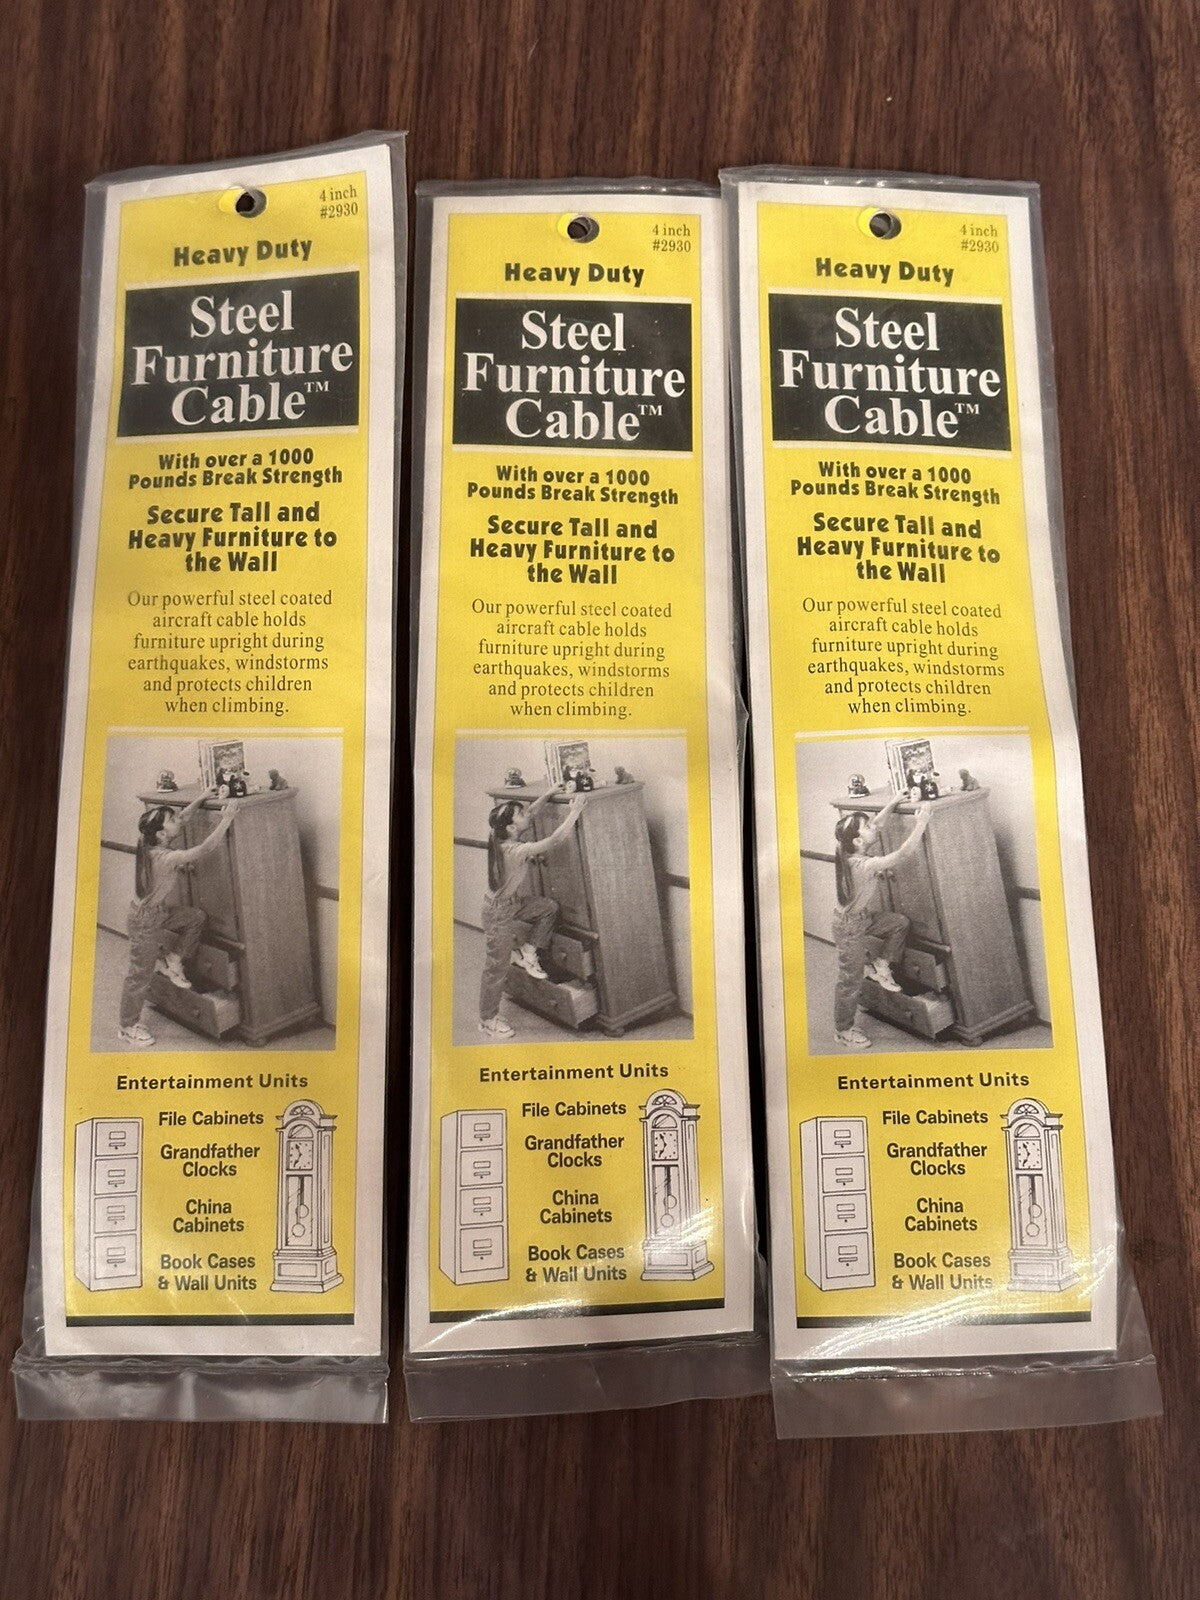 4 inch
#2930
Heavy Duty
Steel
Furniture
Cable™
With over a 1000
Pounds Break Strength
Secure Tall and
Heavy Furniture to
the Wall
Our powerful steel coated
aircraft cable holds
furniture upright during
earthquakes, windstorms
and protects children
when climbing.
Entertainment Units
File Cabinets
Grandfather
Clocks
China
Cabinets
Book Cases
& Wall Units
4 inch
#2930
Heavy Duty
Steel
Furniture
Cable™
With over a 1000
Pounds Break Strength
Secure Tall and
Heavy Furniture to
the Wall
Our powerful steel coated
aircraft cable holds
furniture upright during
earthquakes, windstorms
and protects children
when climbing.
Entertainment Units
File Cabinets
Grandfather
Clocks
China
Cabinets
Book Cases
& Wall Units
4 inch
#2930
Heavy Duty
Steel
Furniture
Cable™
With over a 1000
Pounds Break Strength
Secure Tall and
Heavy Furniture to
the Wall
Our powerful steel coated
aircraft cable holds
furniture upright during
earthquakes, windstorms
and protects children
when climbing.
Entertainment Units
File Cabinets
Grandfather
Clocks
China
Cabinets
Book Cases
& Wall Units